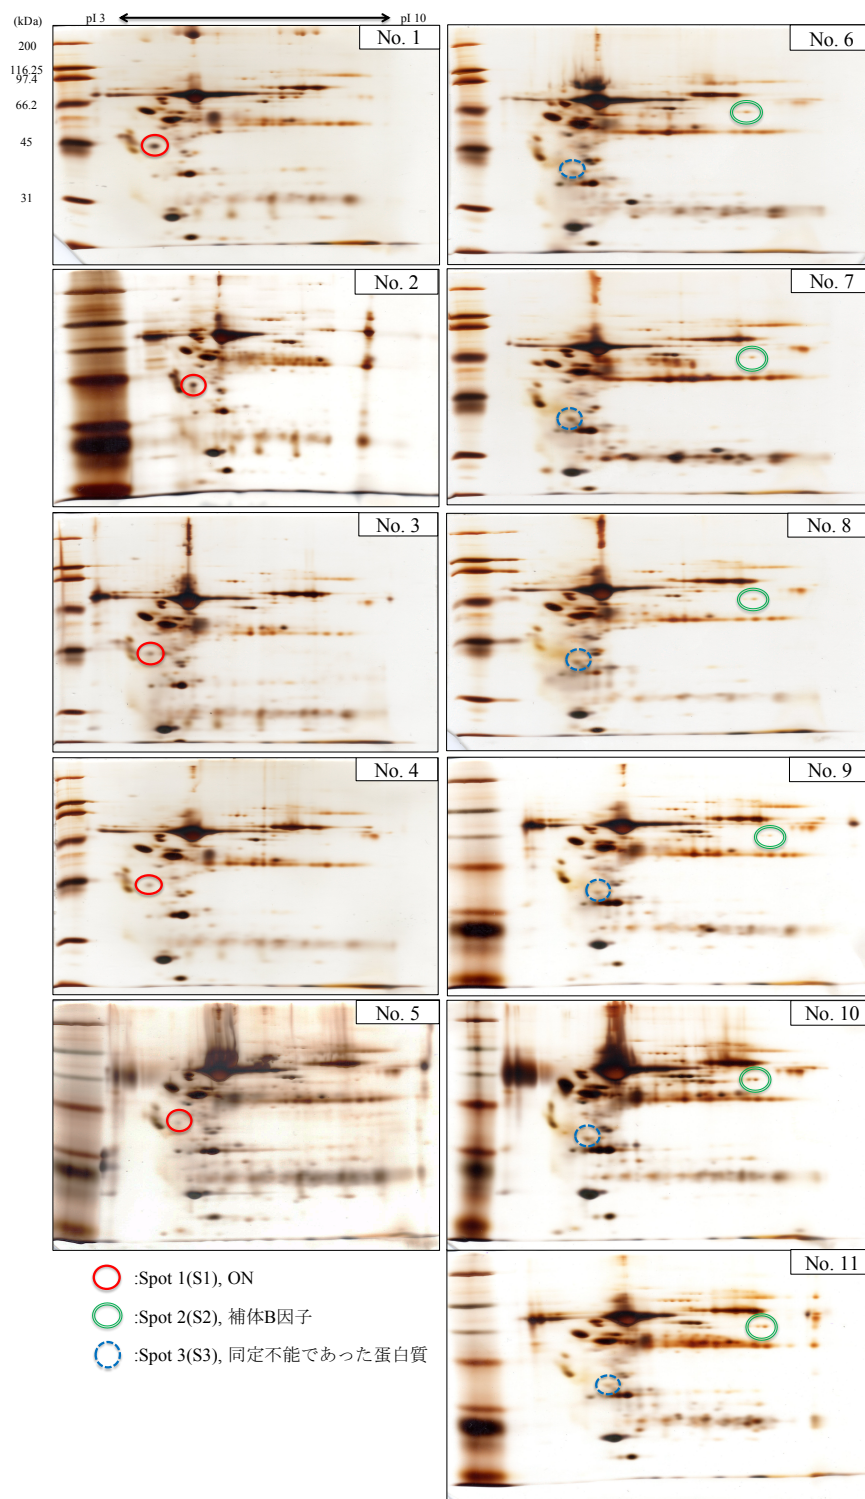 (kDa)
pI 3
pI 10
200
116.25
97.4
66.2
45
31
No. 1
No. 2
No. 3
No. 4
No. 5
No. 6
No. 7
No. 8
No. 9
No. 10
No. 11
:Spot 1(S1), ON
:Spot 2(S2), 補体B因子
:Spot 3(S3), 同定不能であった蛋白質